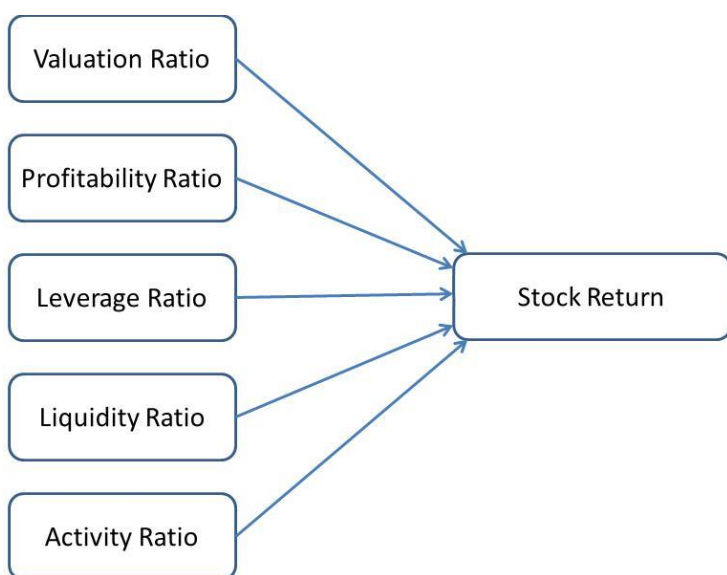 Valuation Ratio
Profitability Ratio
Leverage Ratio
Stock Return
Liquidity Ratio
Activity Ratio